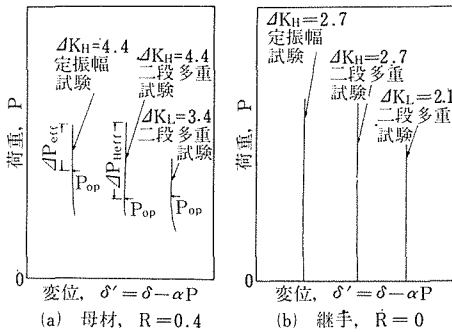 ΔK_H=4.4
定振幅
試験
ΔK_H=4.4
二段多重
試験
ΔK_L=3.4
二段多重
試験
ΔP_eff
ΔP_Heff
P_op
P_op
P_op
荷重, P
0
変位, δ'=δ-αP
(a) 母材, R=0.4
ΔK_H=2.7
定振幅
試験
ΔK_H=2.7
二段多重
試験
ΔK_L=2.1
二段多重
試験
荷重, P
0
変位, δ'=δ-αP
(b) 継手, R=0